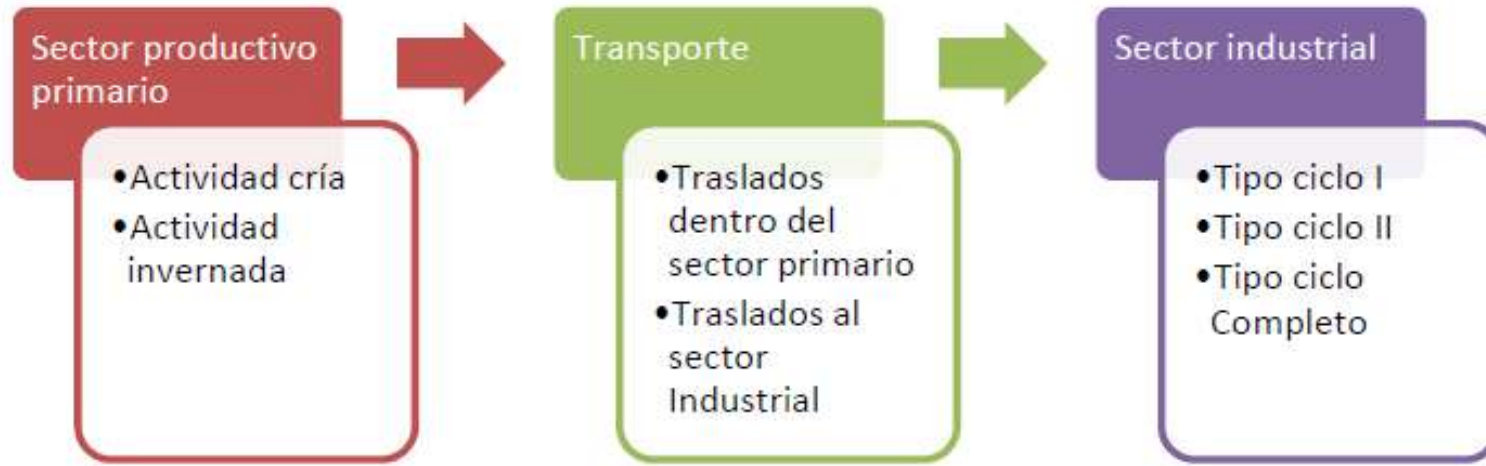 Sector productivo
primario
•Actividad cría
•Actividad
invernada
Transporte
•Traslados
dentro del
sector primario
•Traslados al
sector
Industrial
Sector industrial
•Tipo ciclo I
•Tipo ciclo II
•Tipo ciclo
Completo